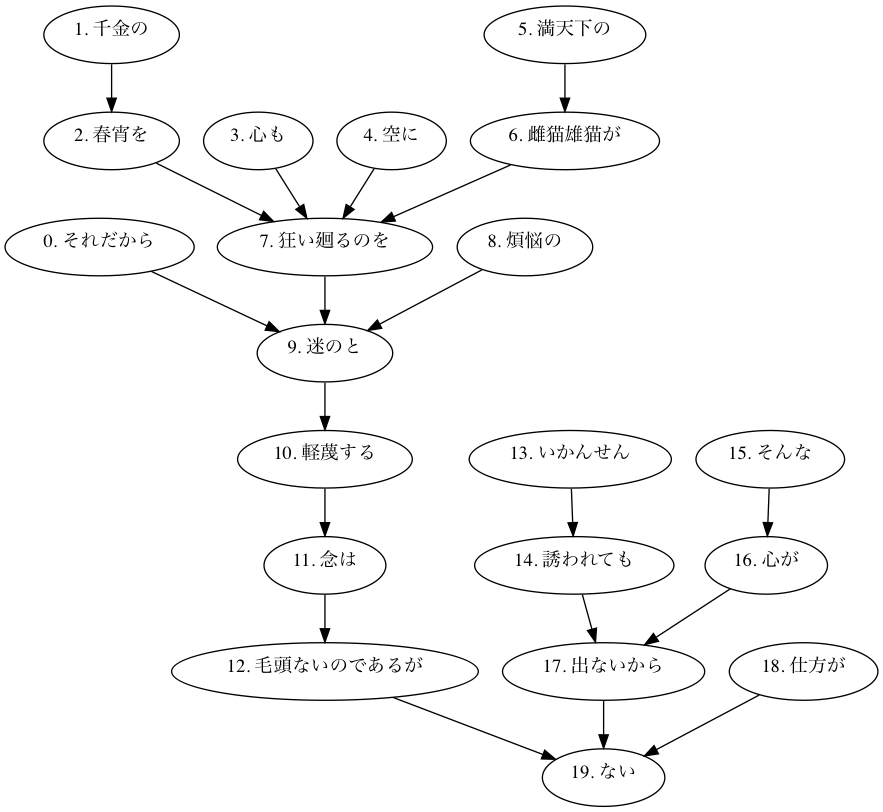 1. 千金の
5. 満天下の
2. 春宵を
3. 心も
4. 空に
6. 雌猫雄猫が
0. それだから
7. 狂い廻るのを
8. 煩悩の
9. 迷のと
10. 軽蔑する
13. いかんせん
15. そんな
11. 念は
14. 誘われても
16. 心が
12. 毛頭ないのであるが
17. 出ないから
18. 仕方が
19. ない